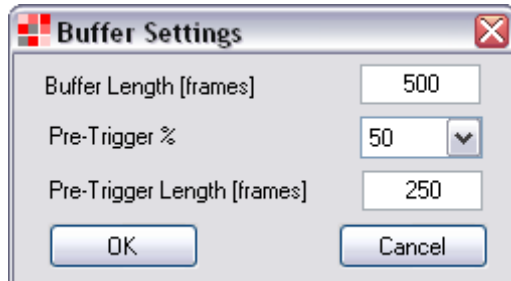 Buffer Settings
Buffer Length [frames] 500
Pre-Trigger % 50
Pre-Trigger Length [frames] 250
OK Cancel